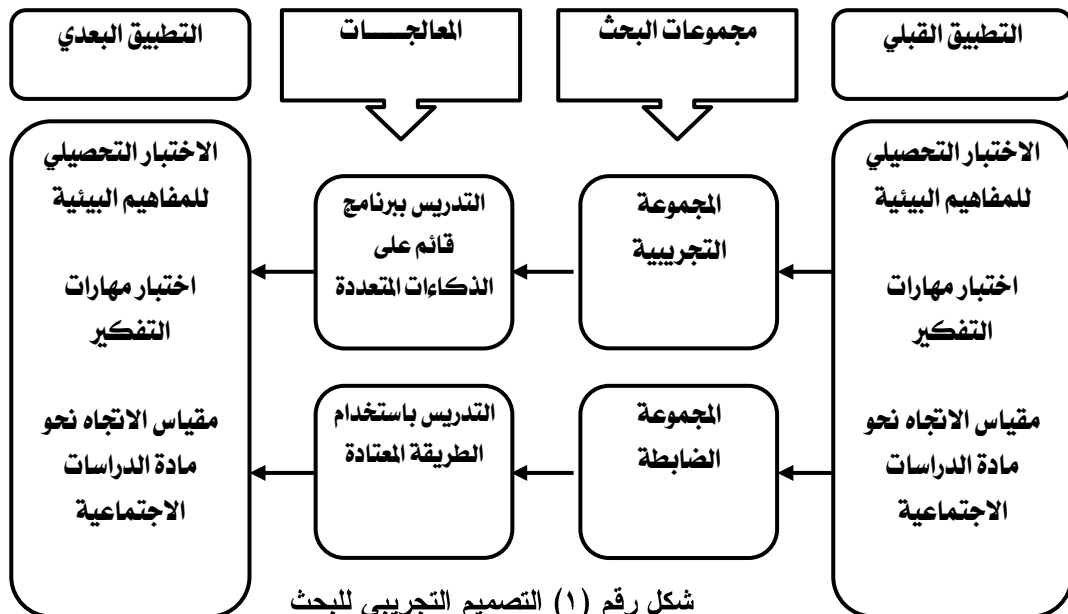 التطبيق القبلي
مجموعات البحث
المعالجـــــات
التطبيق البعدي
الاختبار التحصيلي
للمفاهيم البيئية
اختبار مهارات
التفكير
مقياس الاتجاه نحو
مادة الدراسات
الاجتماعية
المجموعة
التجريبية
التدريس ببرنامج
قائم على
الذكاءات المتعددة
المجموعة
الضابطة
التدريس باستخدام
الطريقة المعتادة
الاختبار التحصيلي
للمفاهيم البيئية
اختبار مهارات
التفكير
مقياس الاتجاه نحو
مادة الدراسات
الاجتماعية
شكل رقم (١) التصميم التجريبي للبحث